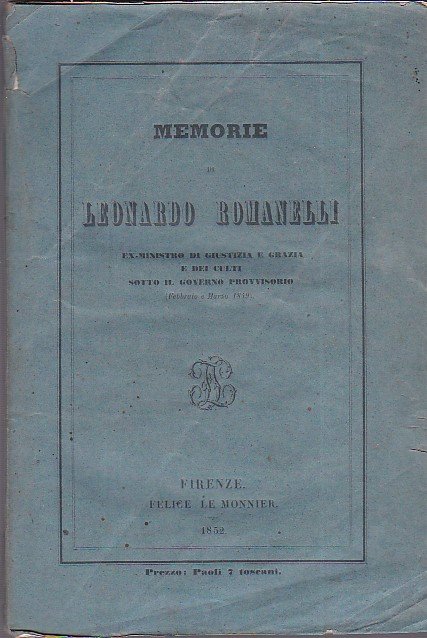 MEMORIE
DI
LEONARDO ROMANELLI
EX-MINISTRO DI GIUSTIZIA E GRAZIA
E DEI CULTI
SOTTO IL GOVERNO PROVVISORIO
(Febbraio e Marzo 1849).
FIRENZE.
FELICE LE MONNIER.
1852.
Prezzo: Paoli 7 toscani.